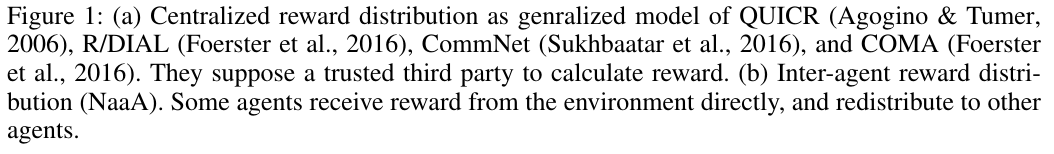 Figure 1: (a) Centralized reward distribution as genralized model of QUICR (Agogino & Tumer,
2006), R/DIAL (Foerster et al., 2016), CommNet (Sukhbaatar et al., 2016), and COMA (Foerster
et al., 2016). They suppose a trusted third party to calculate reward. (b) Inter-agent reward distri-
bution (NaaA). Some agents receive reward from the environment directly, and redistribute to other
agents.